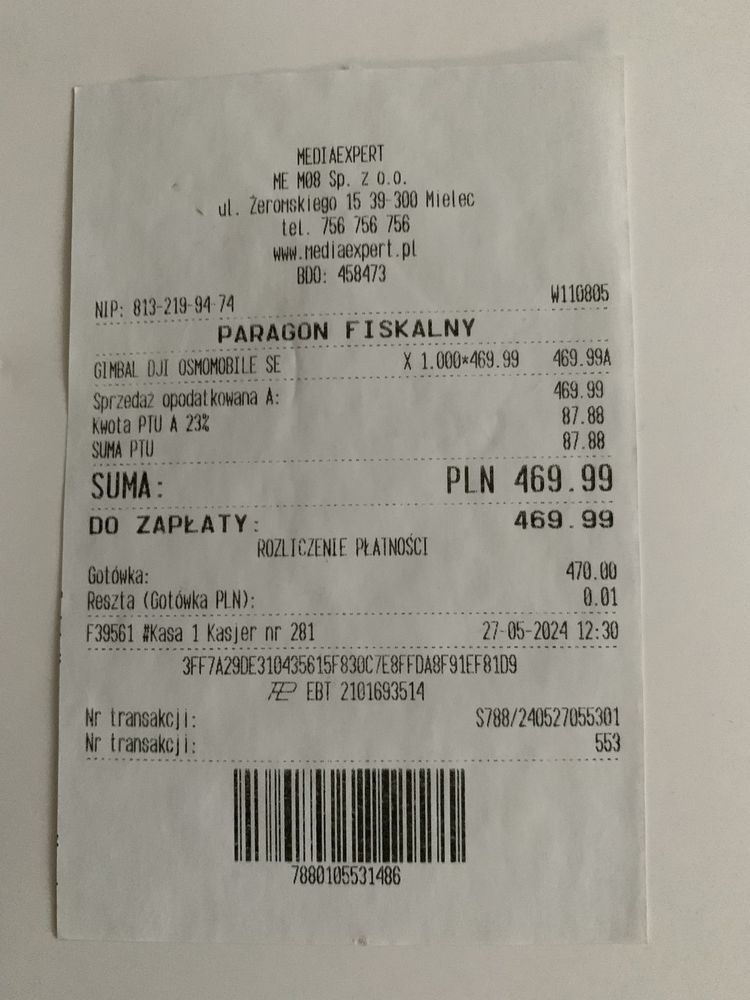 MEDIAEXPERT
ME M08 Sp. z o.o.
ul. Żeromskiego 15 39-300 Mielec
tel. 756 756 756
www.mediaexpert.pl
BDO: 458473
NIP: 813-219-94-74 W110805
PARAGON FISKALNY
GIMBAL DJI OSMOMOBILE SE X 1.000*469.99 469.99A
Sprzedaż opodatkowana A: 469.99
Kwota PTU A 23% 87.88
SUMA PTU 87.88
SUMA: PLN 469.99
DO ZAPŁATY: 469.99
ROZLICZENIE PŁATNOŚCI
Gotówka: 470.00
Reszta (Gotówka PLN): 0.01
F39561 #Kasa 1 Kasjer nr 281 27-05-2024 12:30
3FF7A29DE310435615F830C7E8FFDA8F91EF81D9
EBT 2101693514
Nr transakcji: S788/240527055301
Nr transakcji: 553
7880105531486